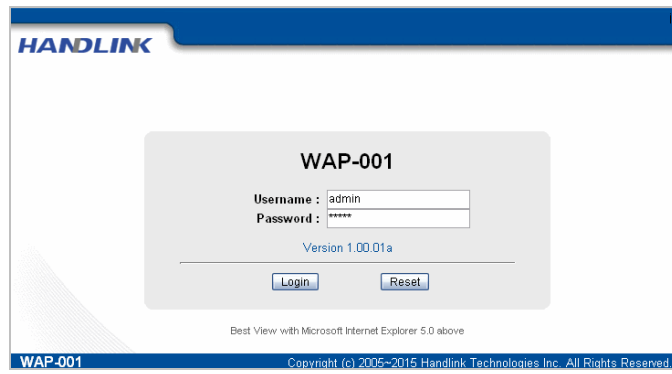 HANDLINK
WAP-001
Username : admin
Password : *****
Version 1.00.01a
Login Reset
Best View with Microsoft Internet Explorer 5.0 above
WAP-001 Copyright (c) 2005~2015 Handlink Technologies Inc. All Rights Reserved.